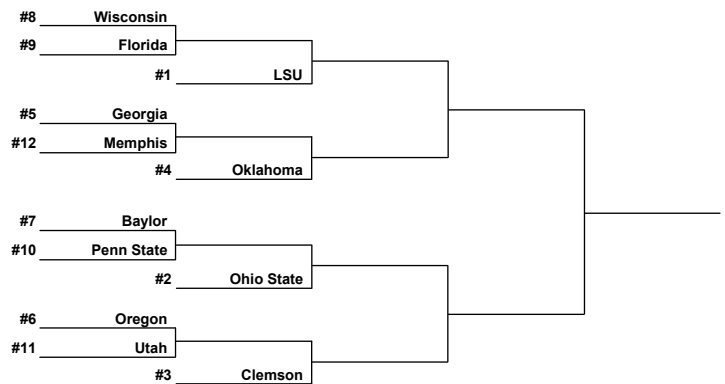 #8 Wisconsin
#9 Florida
#1 LSU
#5 Georgia
#12 Memphis
#4 Oklahoma
#7 Baylor
#10 Penn State
#2 Ohio State
#6 Oregon
#11 Utah
#3 Clemson